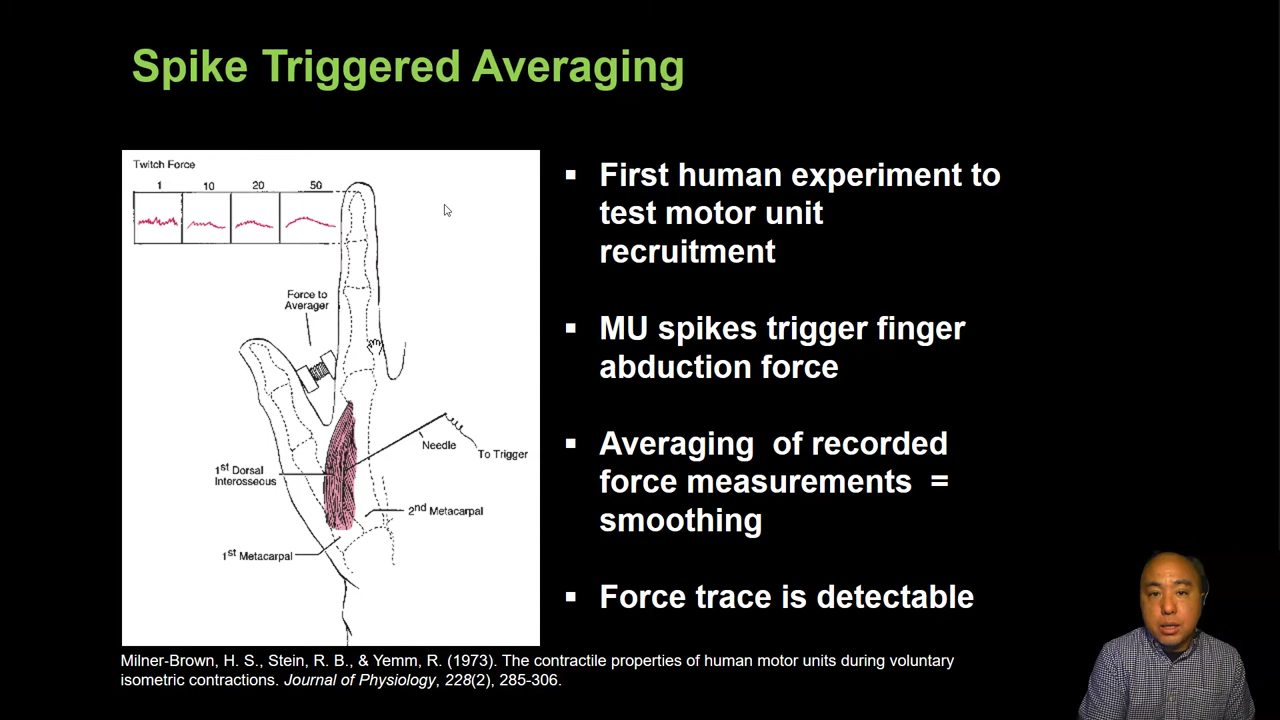 Spike Triggered Averaging
Twitch Force
1 10 20 50
Force to
Averager
Needle
To Trigger
1st Dorsal
Interosseous
2nd Metacarpal
1st Metacarpal
▪ First human experiment to
test motor unit
recruitment
▪ MU spikes trigger finger
abduction force
▪ Averaging of recorded
force measurements =
smoothing
▪ Force trace is detectable
Milner-Brown, H. S., Stein, R. B., & Yemm, R. (1973). The contractile properties of human motor units during voluntary
isometric contractions. Journal of Physiology, 228(2), 285-306.